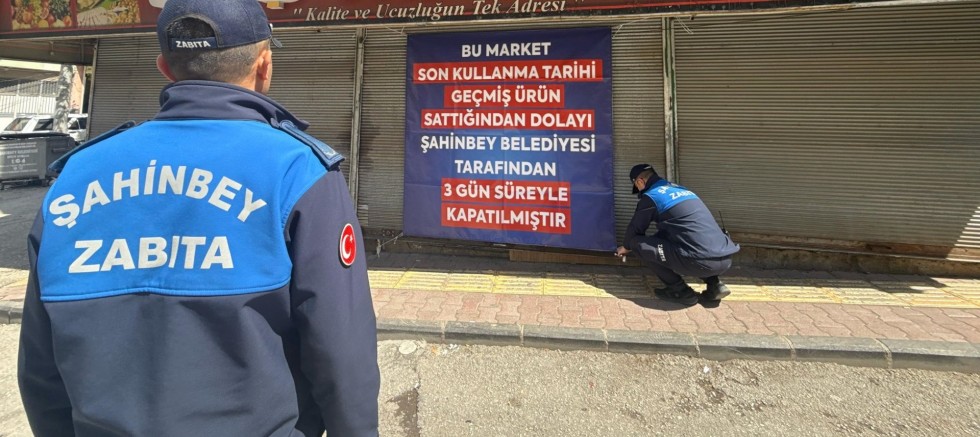 " Kalite ve Ucuzluğun Tek Adresi "
ZABITA
BU MARKET
SON KULLANMA TARİHİ
GEÇMİŞ ÜRÜN
SATTIĞINDAN DOLAYI
ŞAHİNBEY BELEDİYESİ
TARAFINDAN
3 GÜN SÜREYLE
KAPATILMIŞTIR
ŞAHİNBEY
ZABITA
ZABITA